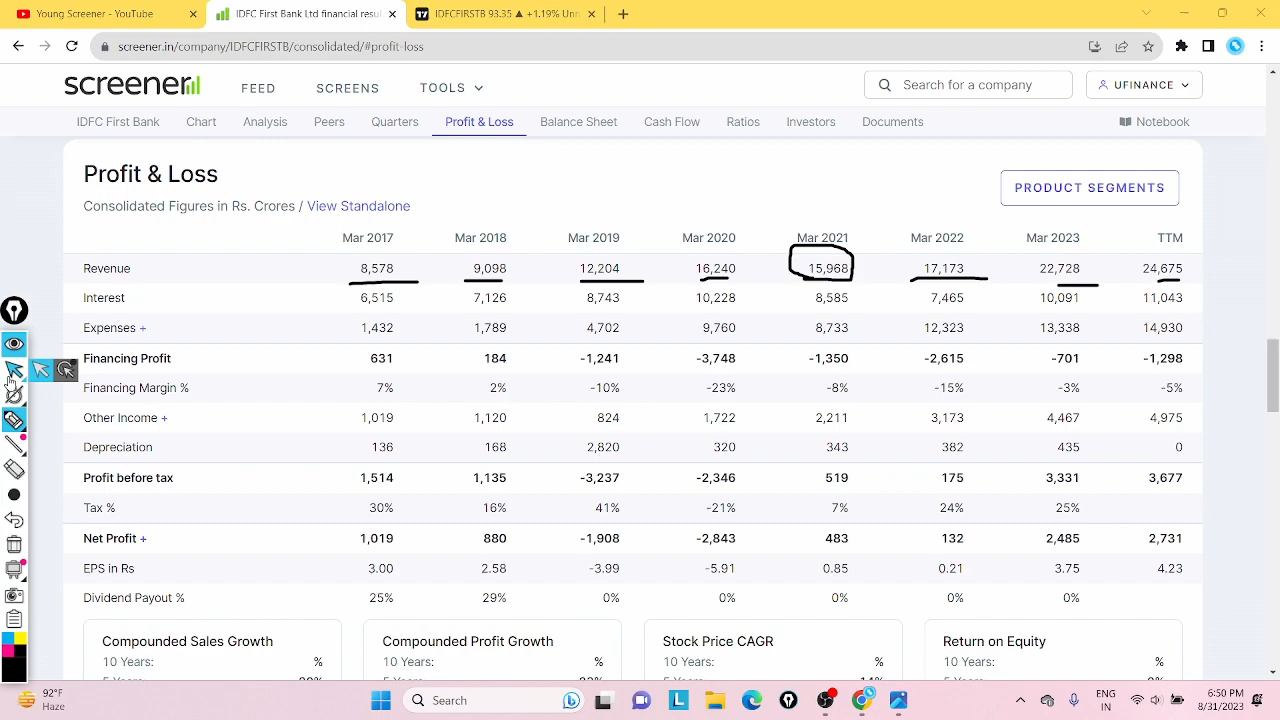 Young Screener - YouTube
IDFC First Bank Ltd financial resul
IDFCFIRSTB 93.35 ▲ +1.19% Unn
screener.in/company/IDFCFIRSTB/consolidated/#profit-loss
screener FEED SCREENS TOOLS Search for a company UFINANCE
IDFC First Bank Chart Analysis Peers Quarters Profit & Loss Balance Sheet Cash Flow Ratios Investors Documents Notebook
Profit & Loss
PRODUCT SEGMENTS
Consolidated Figures in Rs. Crores / View Standalone
Mar 2017 Mar 2018 Mar 2019 Mar 2020 Mar 2021 Mar 2022 Mar 2023 TTM
Revenue 8,578 9,098 12,204 16,240 15,968 17,173 22,728 24,675
Interest 6,515 7,126 8,743 10,228 8,585 7,465 10,091 11,043
Expenses + 1,432 1,789 4,702 9,760 8,733 12,323 13,338 14,930
Financing Profit 631 184 -1,241 -3,748 -1,350 -2,615 -701 -1,298
Financing Margin % 7% 2% -10% -23% -8% -15% -3% -5%
Other Income + 1,019 1,120 824 1,722 2,211 3,173 4,467 4,975
Depreciation 136 168 2,820 320 343 382 435 0
Profit before tax 1,514 1,135 -3,237 -2,346 519 175 3,331 3,677
Tax % 30% 16% 41% -21% 7% 24% 25%
Net Profit + 1,019 880 -1,908 -2,843 483 132 2,485 2,731
EPS in Rs 3.00 2.58 -3.99 -5.91 0.85 0.21 3.75 4.23
Dividend Payout % 25% 29% 0% 0% 0% 0% 0%
Compounded Sales Growth Compounded Profit Growth Stock Price CAGR Return on Equity
10 Years: % 10 Years: % 10 Years: % 10 Years: %
92°F
Haze
Search
ENG
IN
6:50 PM
8/31/2023